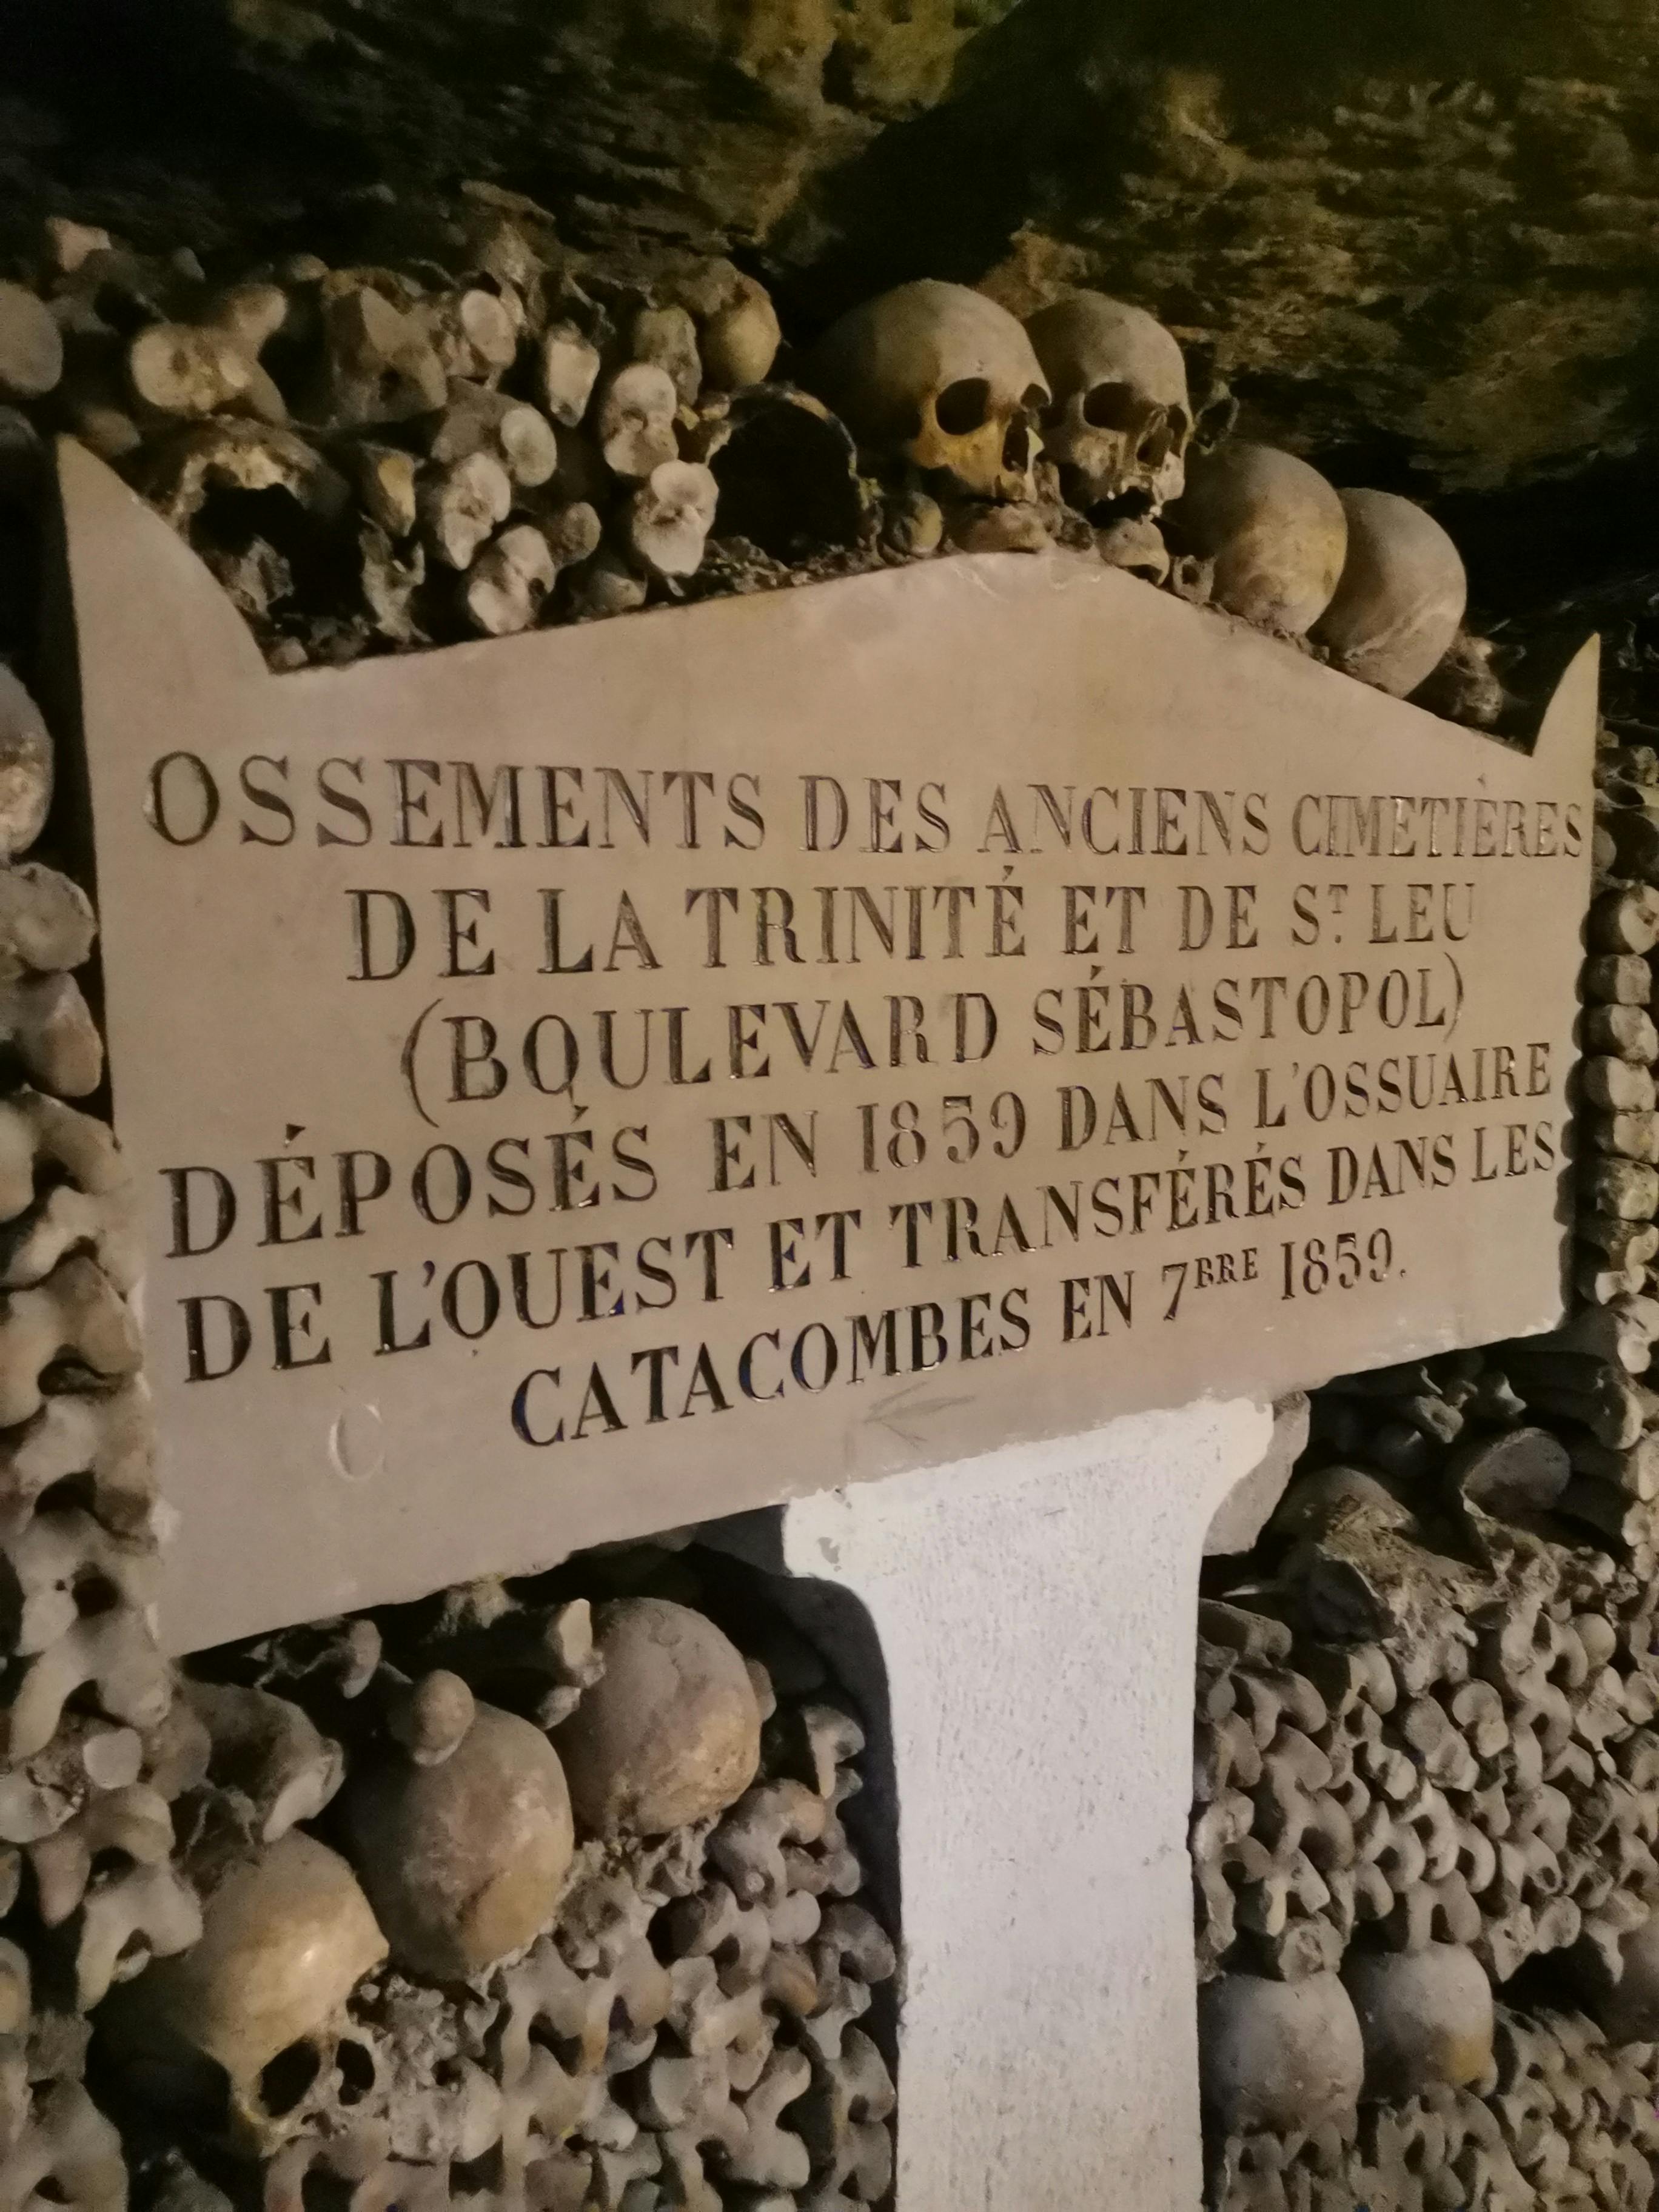 OSSEMENTS DES ANCIENS CIMETIÈRES
DE LA TRINITÉ ET DE ST. LEU
(BOULEVARD SÉBASTOPOL)
DÉPOSÉS EN 1859 DANS L'OSSUAIRE
DE L'OUEST ET TRANSFÉRÉS DANS LES
CATACOMBES EN 7BRE 1859.